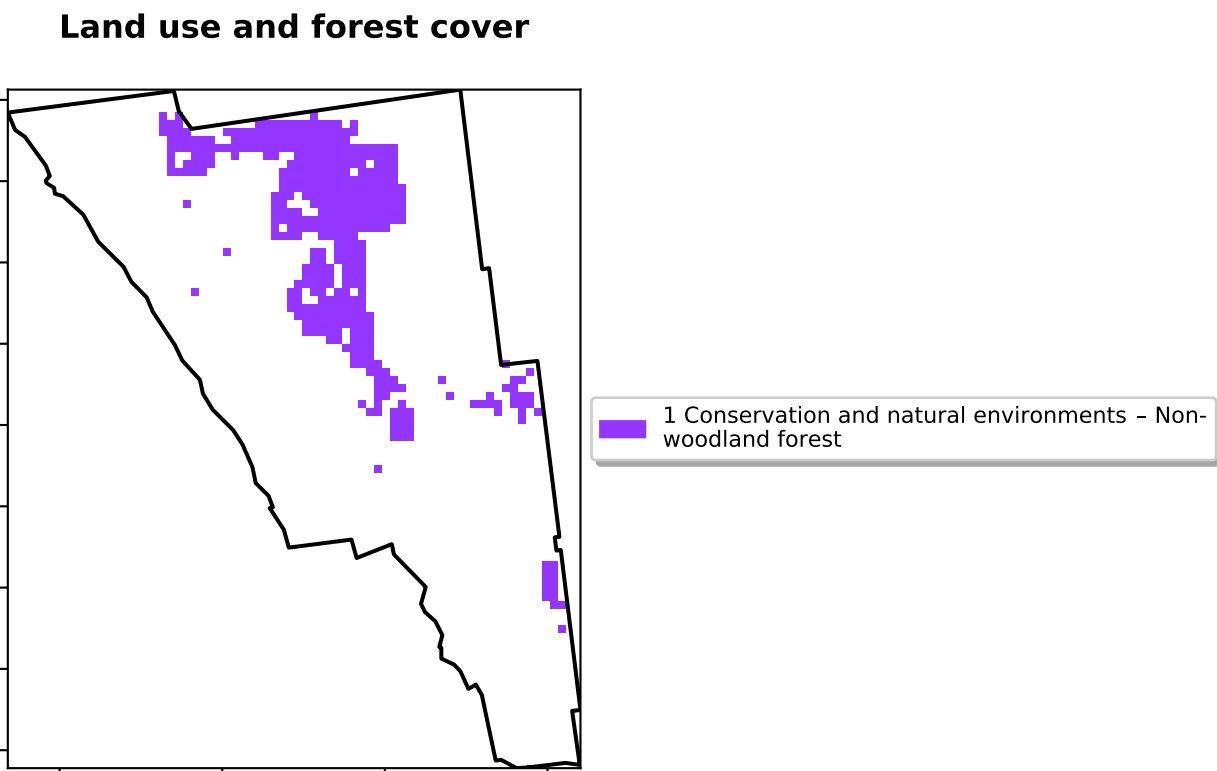 Land use and forest cover
1 Conservation and natural environments – Non-
woodland forest